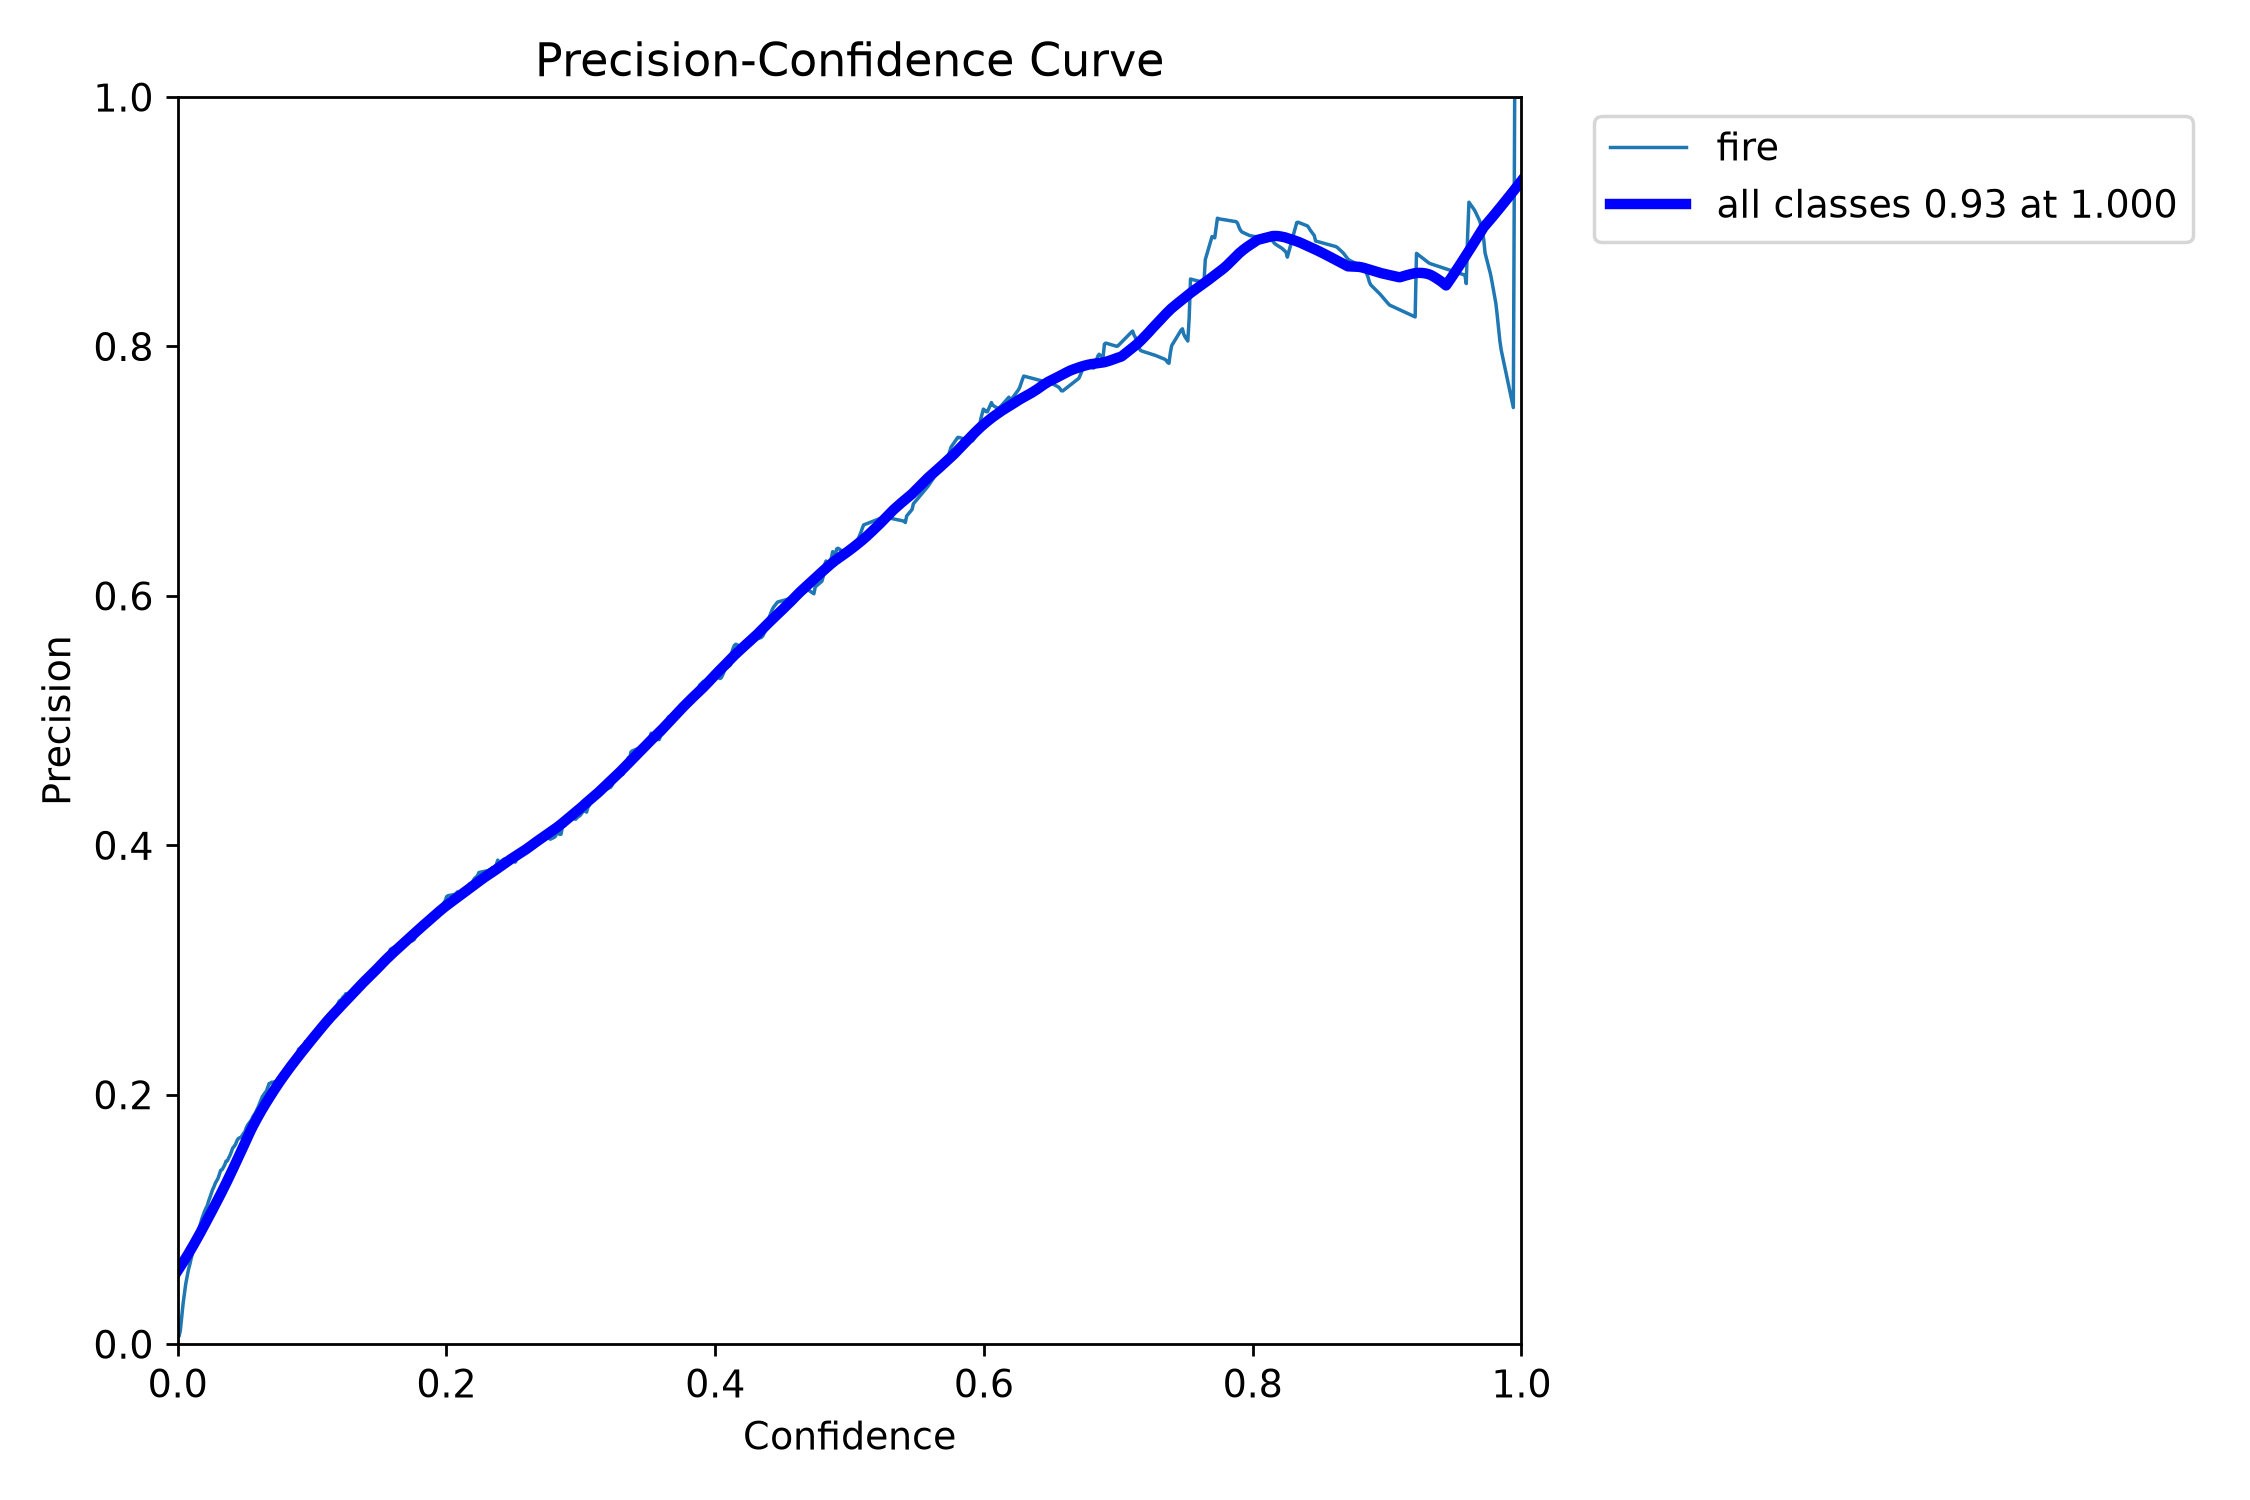 Precision-Confidence Curve
1.0
0.8
0.6
0.4
0.2
0.0
Precision
0.0 0.2 0.4 0.6 0.8 1.0
Confidence
fire
all classes 0.93 at 1.000